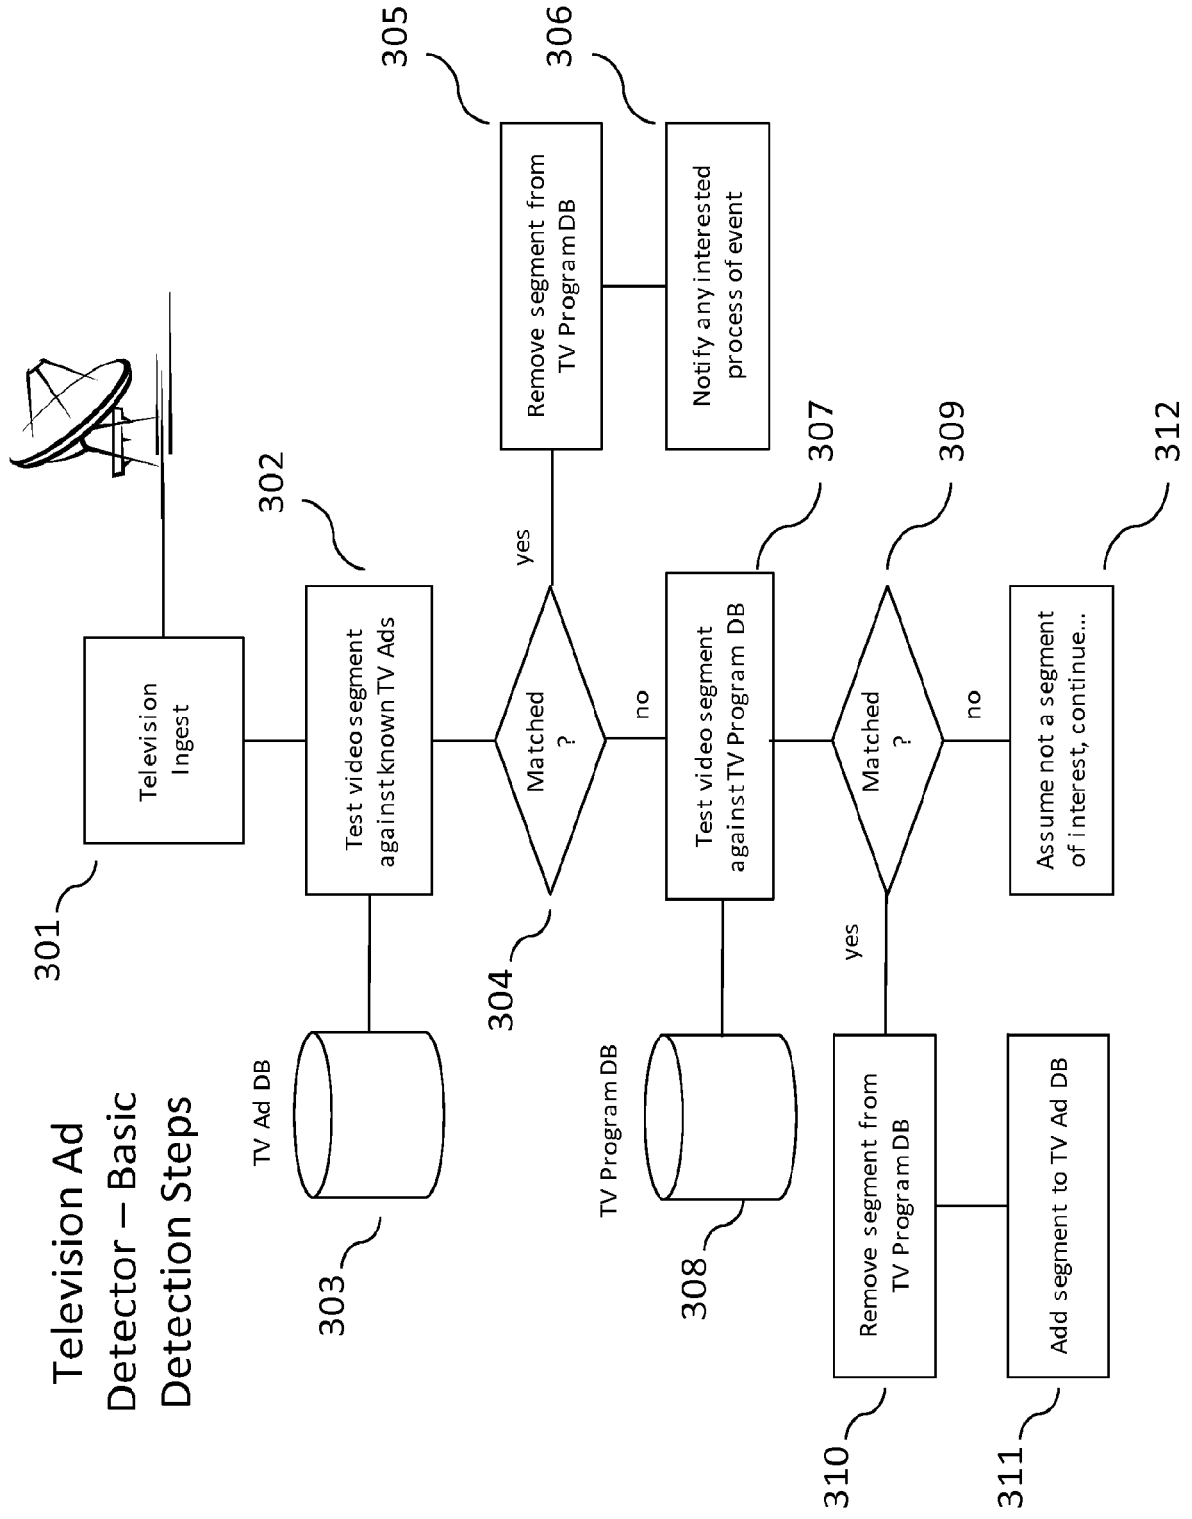 Television Ad
Detector – Basic
Detection Steps
301
Television
Ingest
302
Test video segment
against known TV Ads
TV Ad DB
303
304
Matched
?
yes
305
Remove segment from
TV Program DB
306
Notify any interested
process of event
no
307
Test video segment
against TV Program DB
TV Program DB
308
309
Matched
?
yes
310
Remove segment from
TV Program DB
311
Add segment to TV Ad DB
no
312
Assume not a segment
of interest, continue...